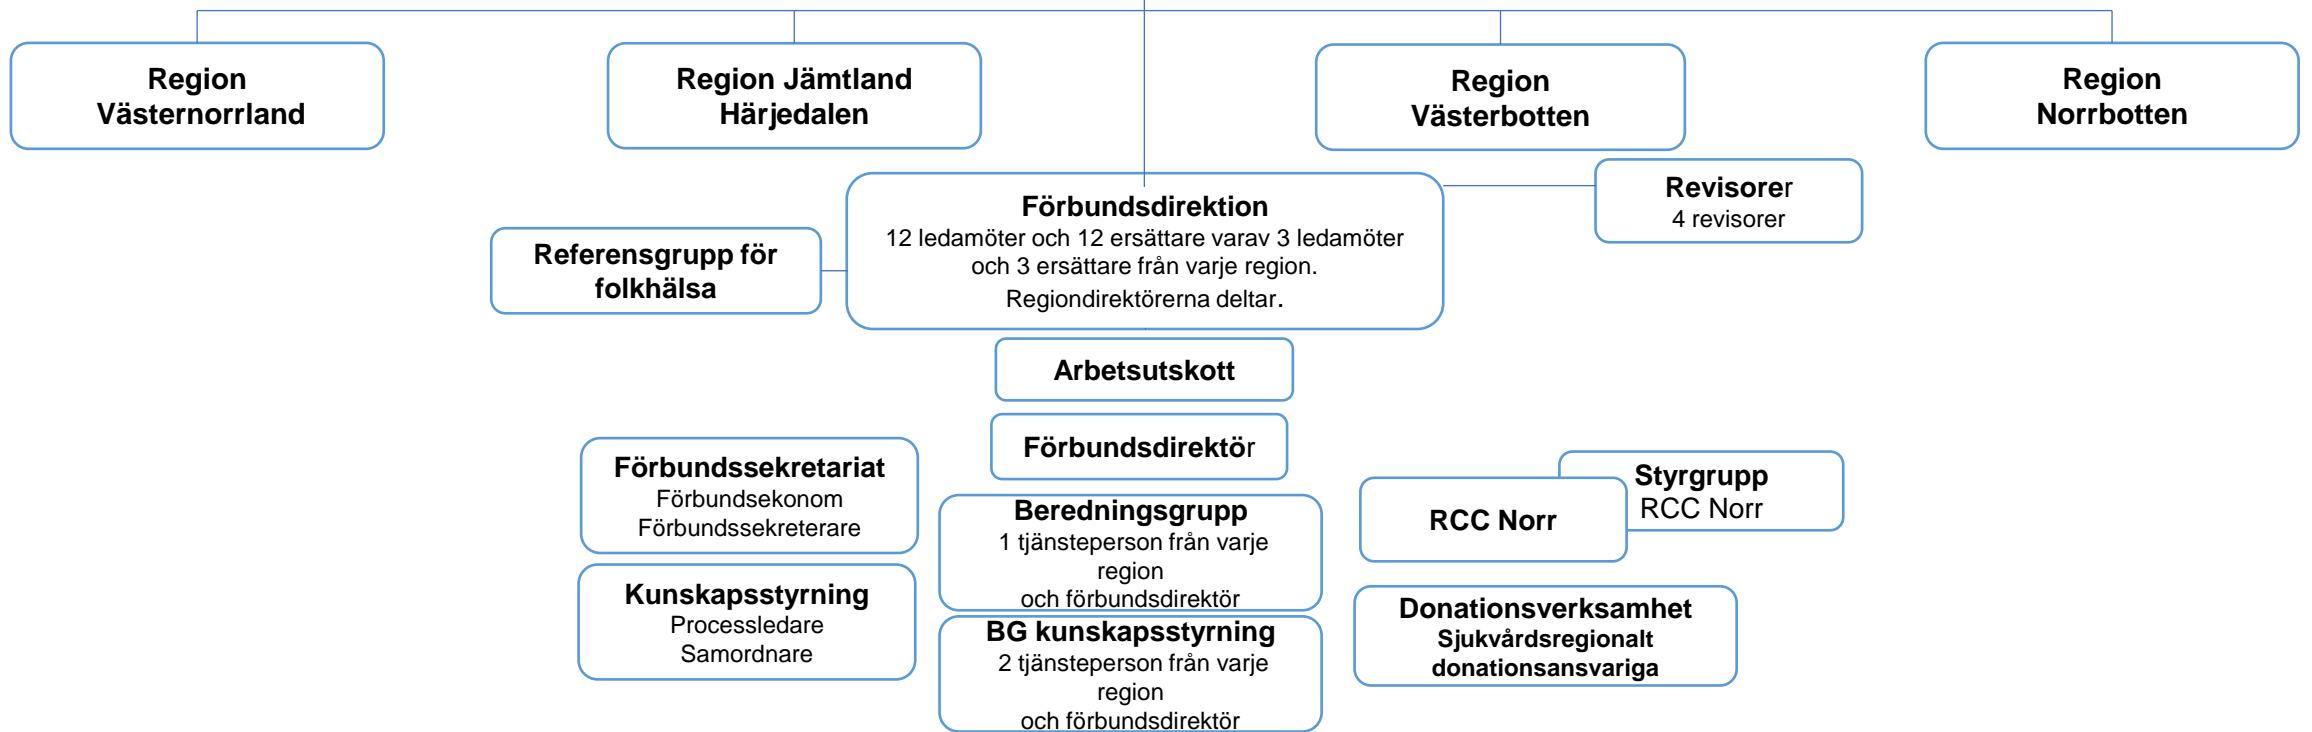 Region
Västernorrland
Region Jämtland
Härjedalen
Region
Västerbotten
Region
Norrbotten
Revisorer
4 revisorer
Förbundsdirektion
12 ledamöter och 12 ersättare varav 3 ledamöter
och 3 ersättare från varje region.
Regiondirektörerna deltar.
Referensgrupp för
folkhälsa
Arbetsutskott
Förbundsdirektör
Förbundssekretariat
Förbundsekonom
Förbundssekreterare
Kunskapsstyrning
Processledare
Samordnare
Beredningsgrupp
1 tjänsteperson från varje
region
och förbundsdirektör
BG kunskapsstyrning
2 tjänsteperson från varje
region
och förbundsdirektör
Styrgrupp
RCC Norr
RCC Norr
Donationsverksamhet
Sjukvårdsregionalt
donationsansvariga